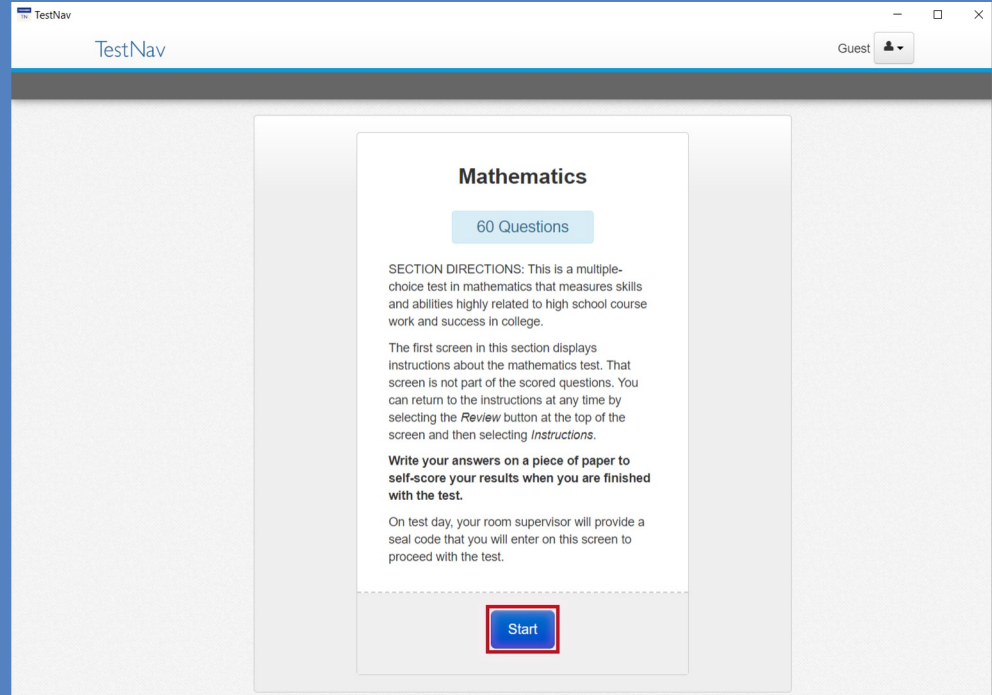 TestNav
TestNav
Guest
Mathematics
60 Questions
SECTION DIRECTIONS: This is a multiple-
choice test in mathematics that measures skills
and abilities highly related to high school course
work and success in college.
The first screen in this section displays
instructions about the mathematics test. That
screen is not part of the scored questions. You
can return to the instructions at any time by
selecting the Review button at the top of the
screen and then selecting Instructions.
Write your answers on a piece of paper to
self-score your results when you are finished
with the test.
On test day, your room supervisor will provide a
seal code that you will enter on this screen to
proceed with the test.
Start